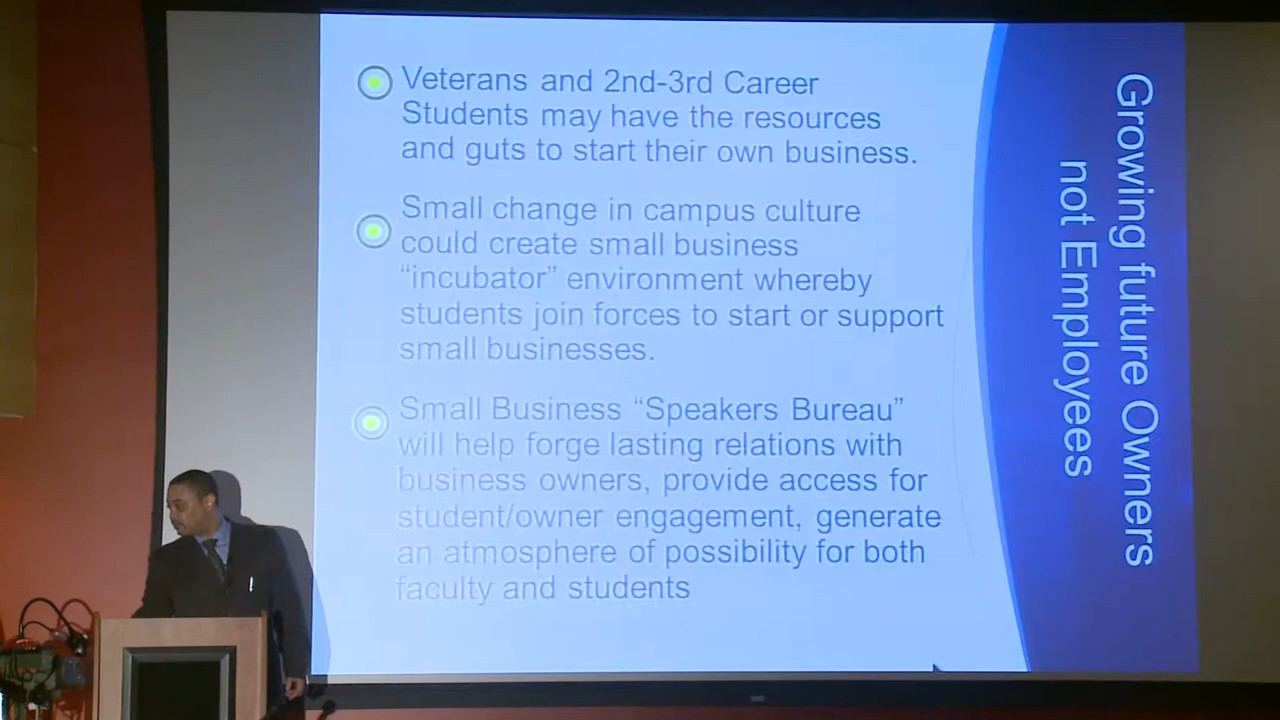 Veterans and 2nd-3rd Career
Students may have the resources
and guts to start their own business.
Small change in campus culture
could create small business
“incubator” environment whereby
students join forces to start or support
small businesses.
Small Business “Speakers Bureau”
will help forge lasting relations with
business owners, provide access for
student/owner engagement, generate
an atmosphere of possibility for both
faculty and students
Growing future Owners
not Employees